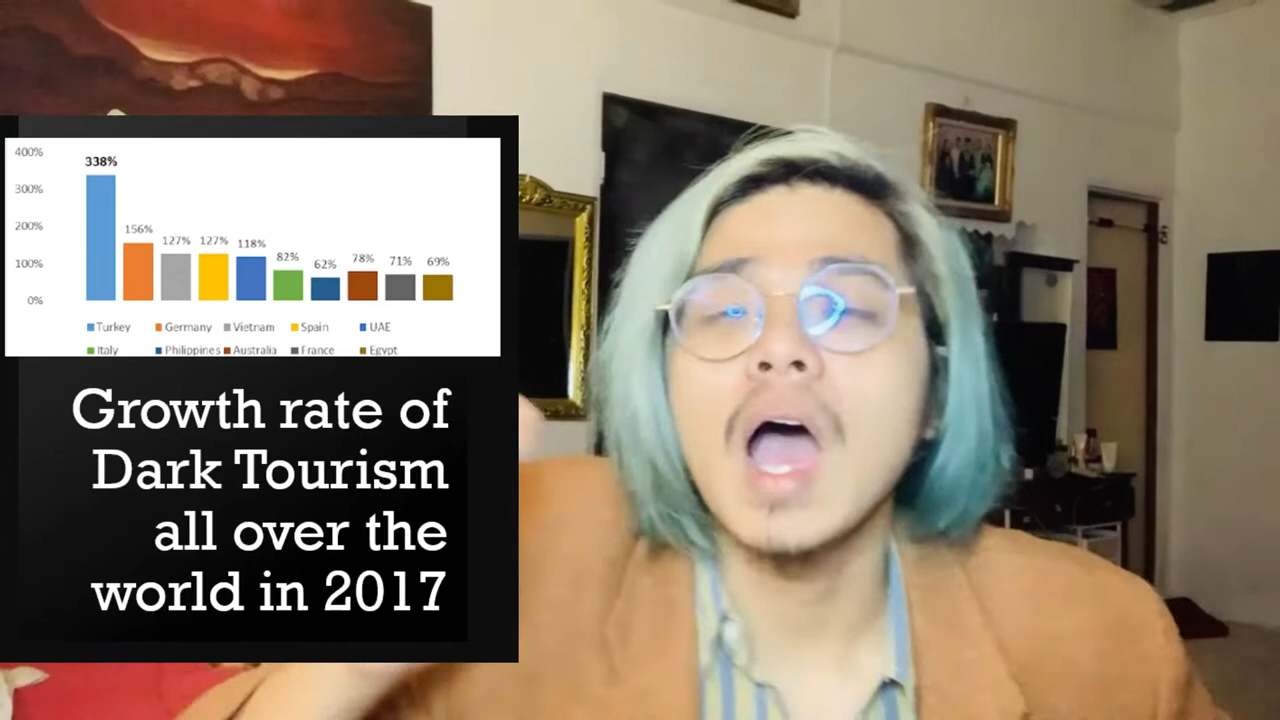 400%
338%
300%
200%
156%
127%
127%
118%
100%
82%
62%
78%
71%
69%
0%
Turkey Germany Vietnam Spain UAE
Italy Philippines Australia France Egypt
Growth rate of
Dark Tourism
all over the
world in 2017